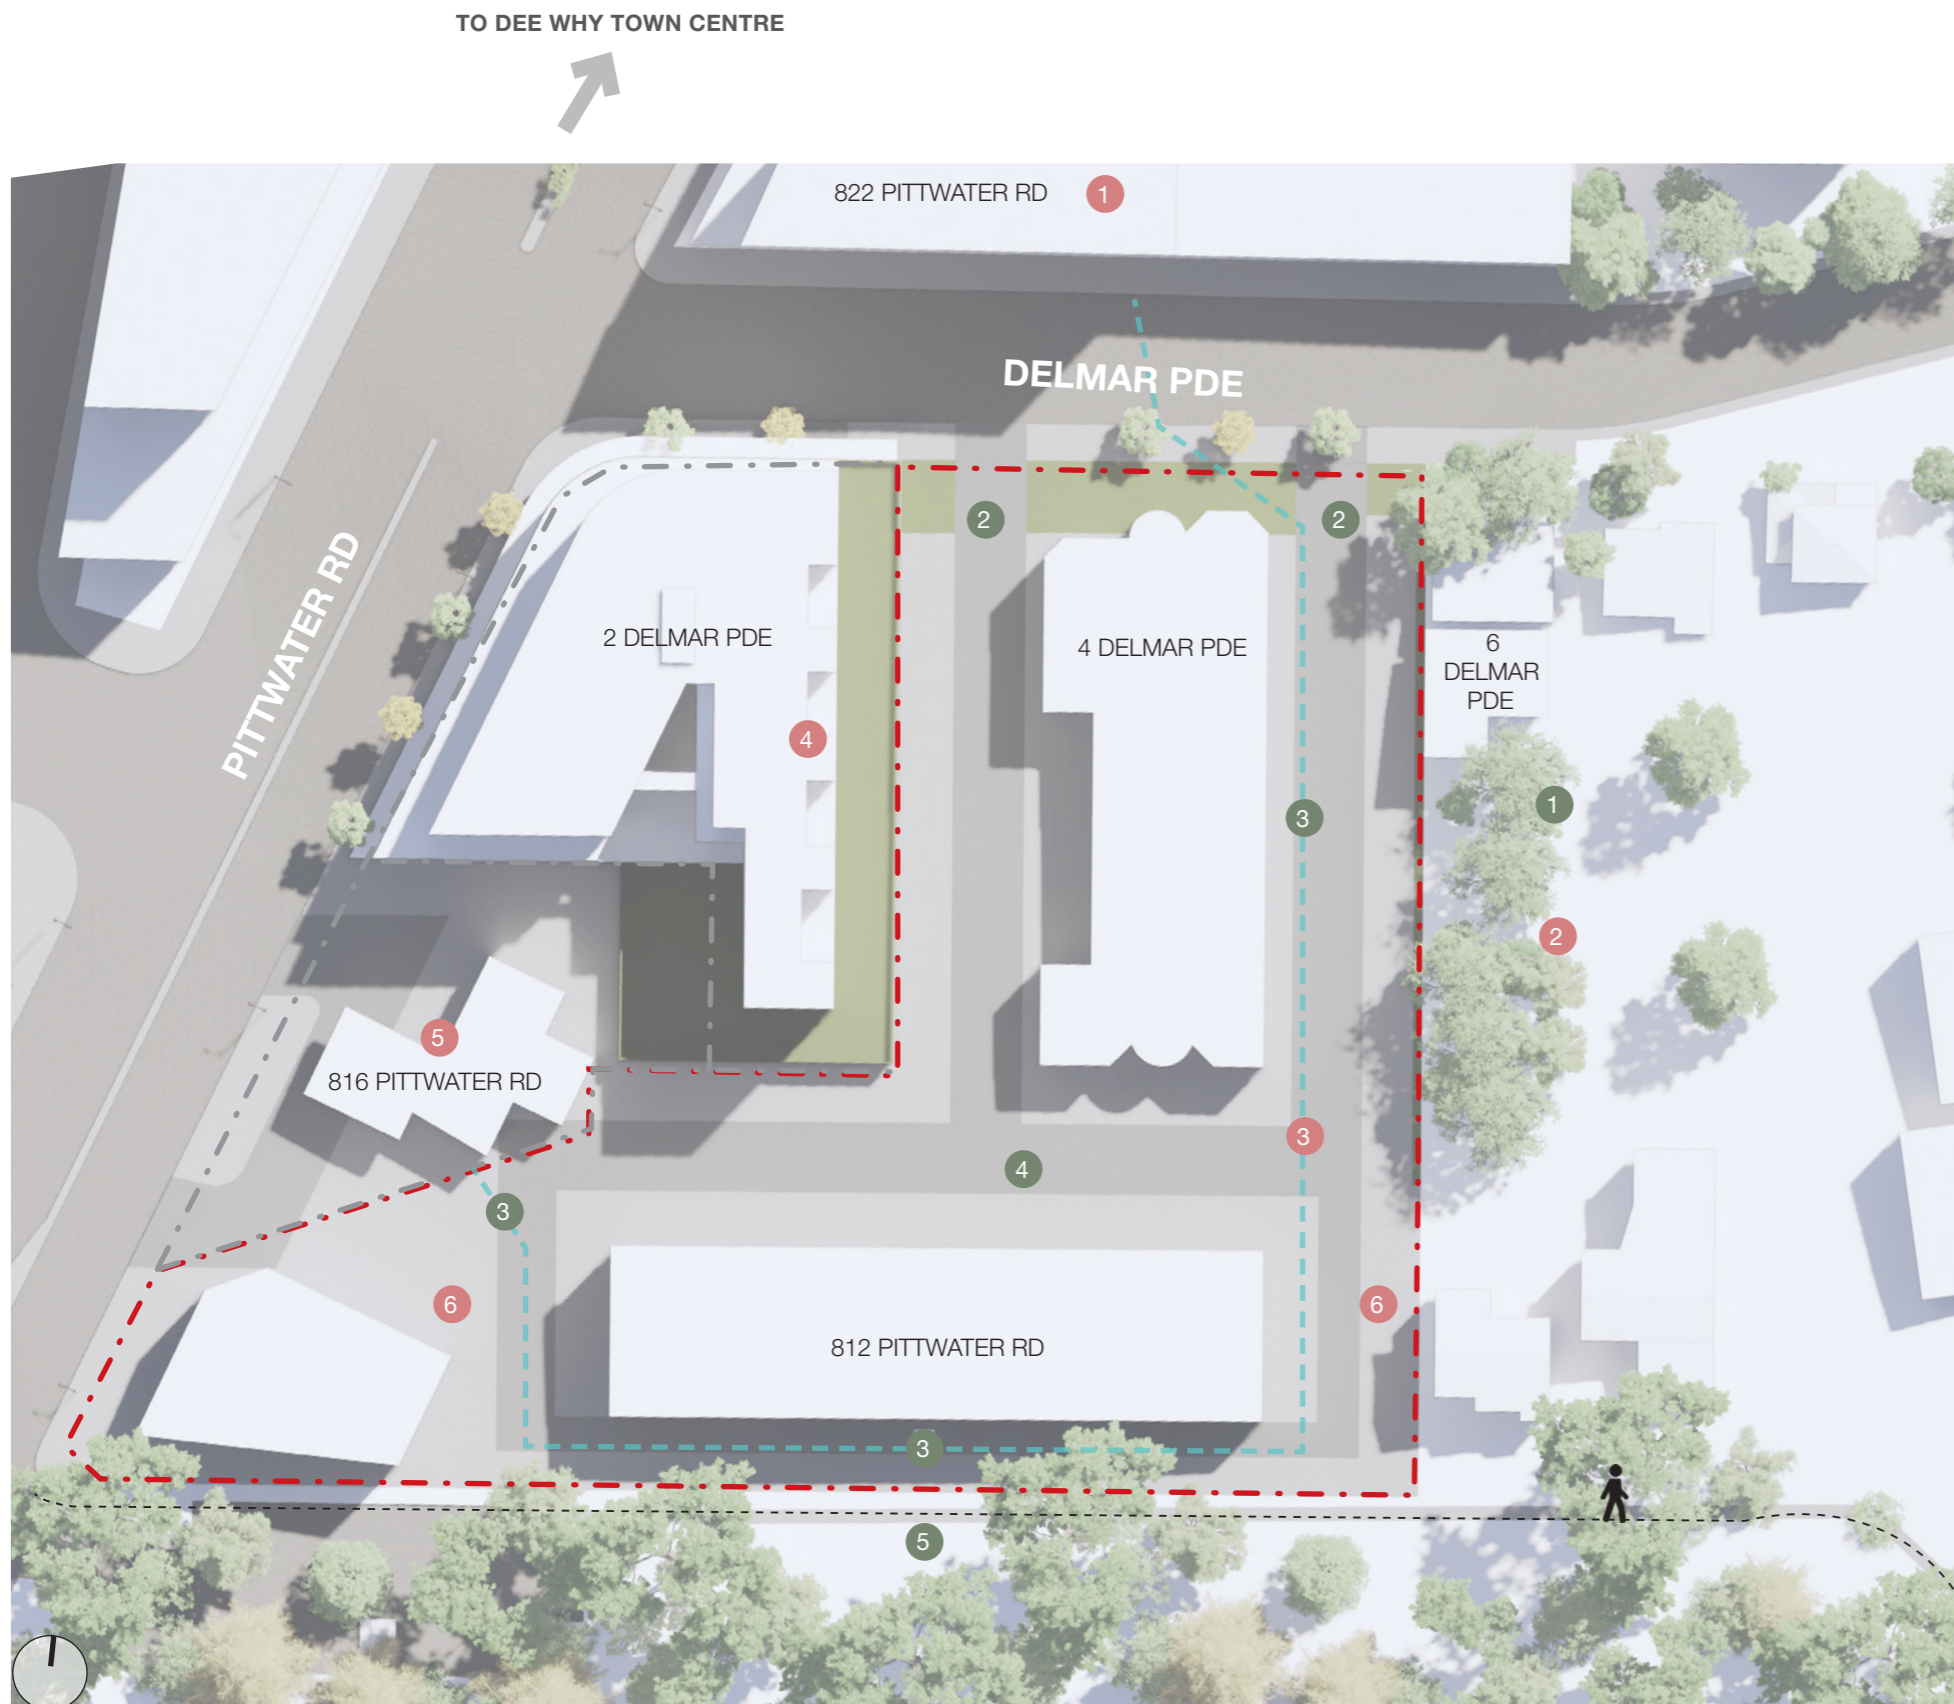 TO DEE WHY TOWN CENTRE
822 PITTWATER RD
1
DELMAR PDE
PITTWATER RD
2
2
2 DELMAR PDE
4 DELMAR PDE
6
DELMAR
PDE
4
3
1
2
5
816 PITTWATER RD
3
4
3
6
6
812 PITTWATER RD
3
5